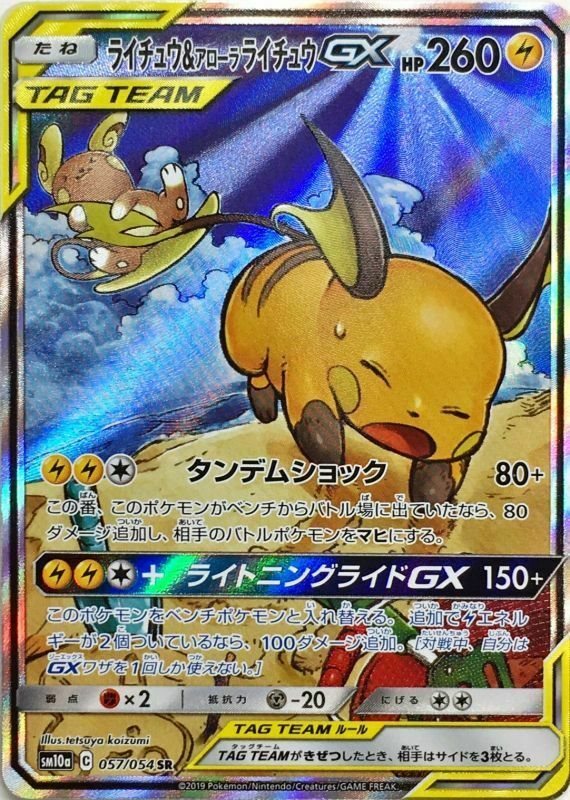 たね
ライチュウ&アローラライチュウGX HP260
TAG TEAM
タンデムショック 80+
この番、このポケモンがベンチからバトル場に出ていたなら、80
ダメージ追加し、相手のバトルポケモンをマヒにする。
+ ライトニングライドGX 150+
このポケモンをベンチポケモンと入れ替える。追加でエネル
ギーが2個ついているなら、100ダメージ追加。[対戦中、自分は
GXワザを1回しか使えない。]
弱点 ×2 抵抗力 -20 にげる
TAG TEAM ルール
TAG TEAMがきぜつしたとき、相手はサイドを3枚とる。
Illus.tetsuya koizumi
sm10a C 057/054 SR
©2019 Pokémon/Nintendo/Creatures/GAME FREAK.